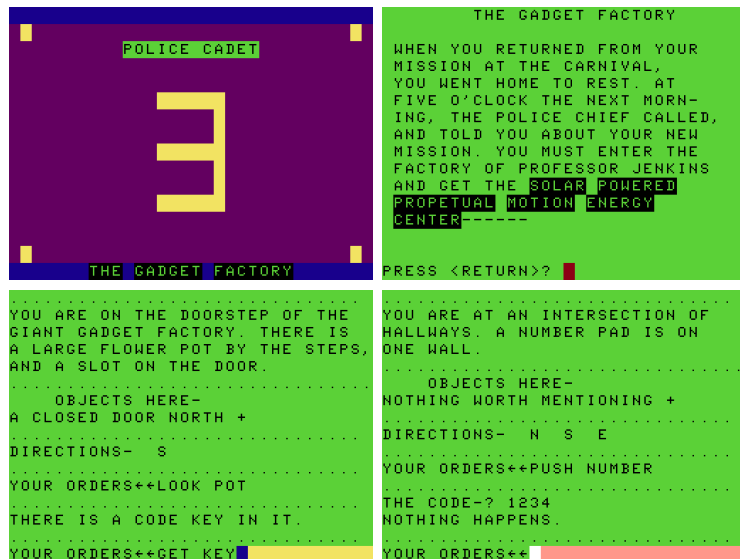 POLICE CADET
3
THE GADGET FACTORY
THE GADGET FACTORY
WHEN YOU RETURNED FROM YOUR
MISSION AT THE CARNIVAL,
YOU WENT HOME TO REST. AT
FIVE O'CLOCK THE NEXT MORN-
ING, THE POLICE CHIEF CALLED,
AND TOLD YOU ABOUT YOUR NEW
MISSION. YOU MUST ENTER THE
FACTORY OF PROFESSOR JENKINS
AND GET THE SOLAR POWERED
PROPETUAL MOTION ENERGY
CENTER------
PRESS <RETURN>?
..................................
YOU ARE ON THE DOORSTEP OF THE
GIANT GADGET FACTORY. THERE IS
A LARGE FLOWER POT BY THE STEPS,
AND A SLOT ON THE DOOR.
..................................
OBJECTS HERE-
A CLOSED DOOR NORTH +
..................................
DIRECTIONS- S
..................................
YOUR ORDERS←←LOOK POT
..................................
THERE IS A CODE KEY IN IT.
..................................
YOUR ORDERS←←GET KEY
..................................
YOU ARE AT AN INTERSECTION OF
HALLWAYS. A NUMBER PAD IS ON
ONE WALL.
..................................
OBJECTS HERE-
NOTHING WORTH MENTIONING +
..................................
DIRECTIONS- N S E
..................................
YOUR ORDERS←←PUSH NUMBER
..................................
THE CODE-? 1234
NOTHING HAPPENS.
..................................
YOUR ORDERS←←